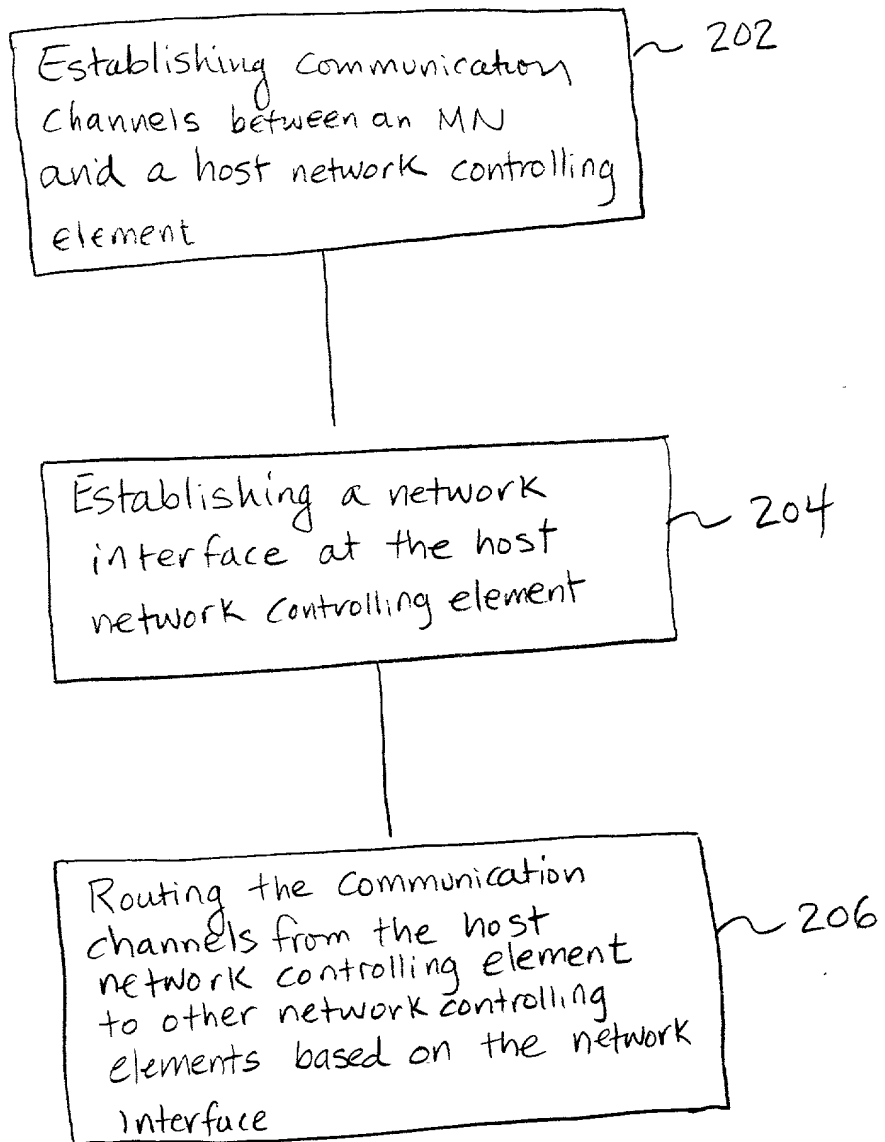 Establishing communication
channels between an MN
and a host network controlling
element
202
Establishing a network
interface at the host
network controlling element
204
Routing the communication
channels from the host
network controlling element
to other network controlling
elements based on the network
Interface
206